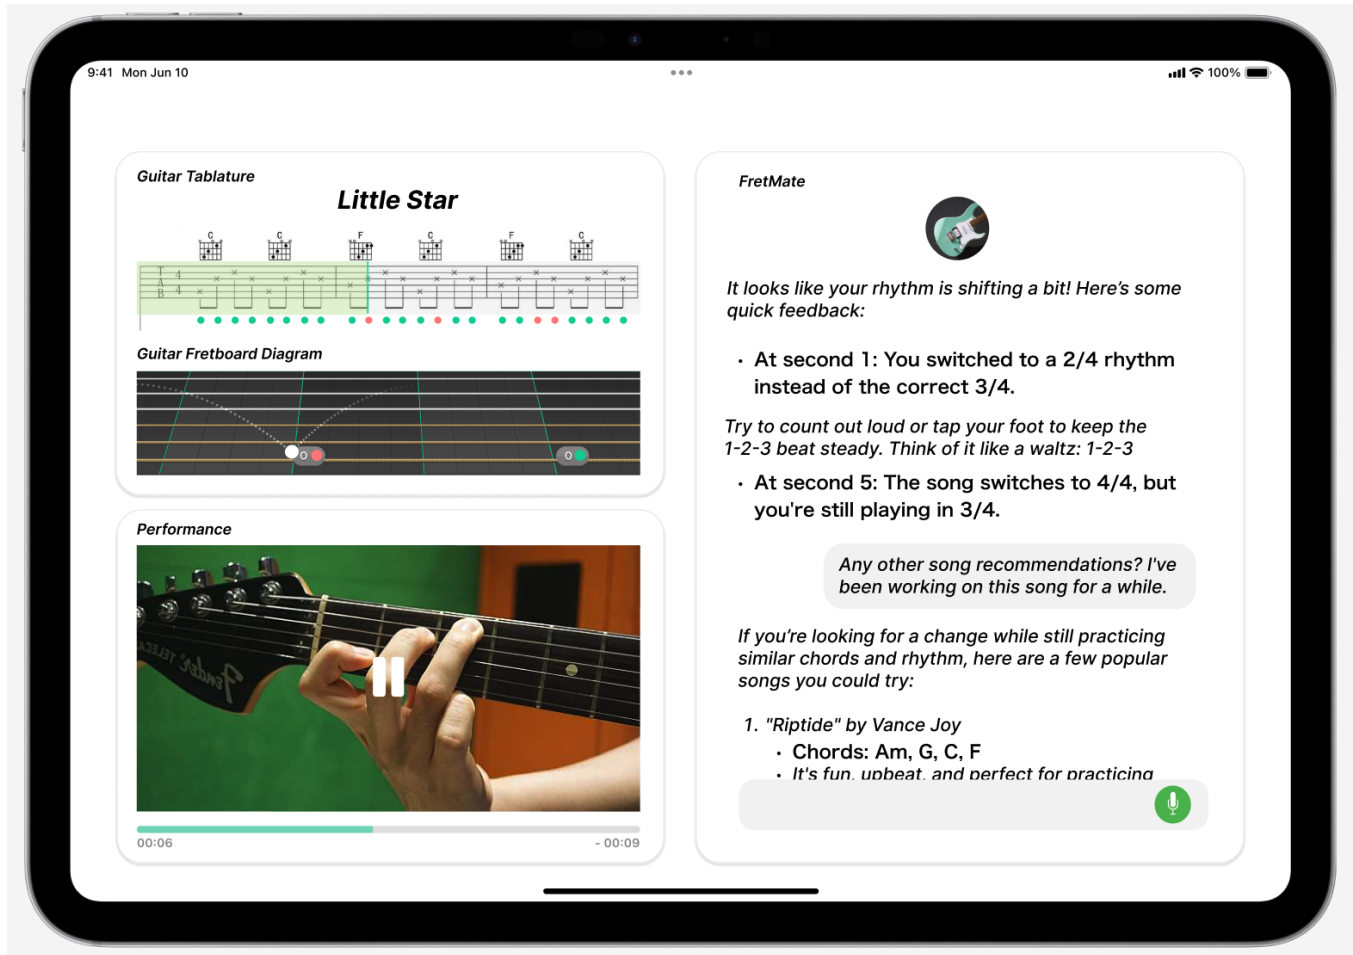 9:41 Mon Jun 10
100%
Guitar Tablature
Little Star
C C F C F C
T
A
B
4
4
Guitar Fretboard Diagram
0
0
Performance
Fender TELECA
00:06
- 00:09
FretMate
It looks like your rhythm is shifting a bit! Here's some
quick feedback:
• At second 1: You switched to a 2/4 rhythm
instead of the correct 3/4.
Try to count out loud or tap your foot to keep the
1-2-3 beat steady. Think of it like a waltz: 1-2-3
• At second 5: The song switches to 4/4, but
you're still playing in 3/4.
Any other song recommendations? I've
been working on this song for a while.
If you're looking for a change while still practicing
similar chords and rhythm, here are a few popular
songs you could try:
1. "Riptide" by Vance Joy
• Chords: Am, G, C, F
• It's fun, upbeat, and perfect for practicing